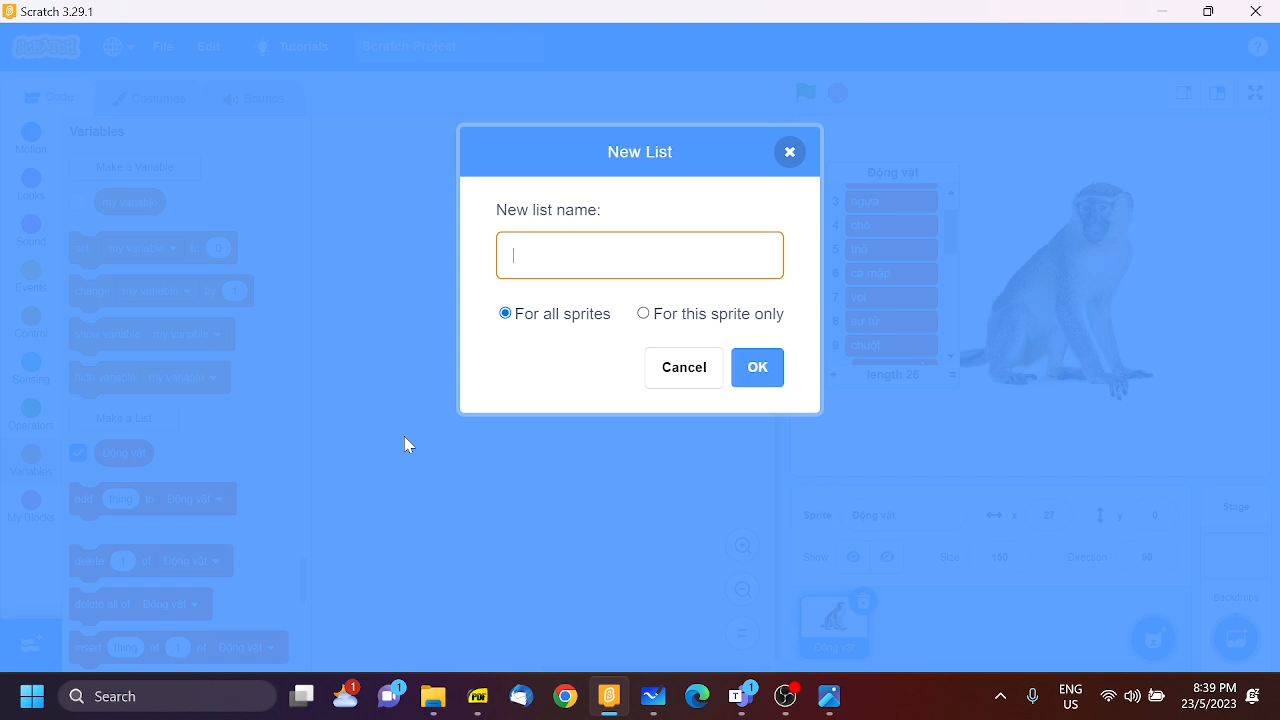 Scratch 3.29.1
SCRATCH
File
Edit
Tutorials
Scratch Project
Code
Costumes
Sounds
Motion
Looks
Sound
Events
Control
Sensing
Operators
Variables
My Blocks
Variables
Make a Variable
my variable
set my variable to 0
change my variable by 1
show variable my variable
hide variable my variable
Make a List
Động vật
add thing to Động vật
delete 1 of Động vật
delete all of Động vật
insert thing at 1 of Động vật
New List
New list name:
For all sprites
For this sprite only
Cancel
OK
Động vật
3 ngựa
4 chó
5 thỏ
6 cá mập
7 voi
8 sư tử
9 chuột
+ length 26 =
Sprite Động vật x 27 y 0
Show Size 160 Direction 90
Động vật
Stage
Backdrops
Search
1
1
PDF
1
ENG
US
8:39 PM
23/5/2023